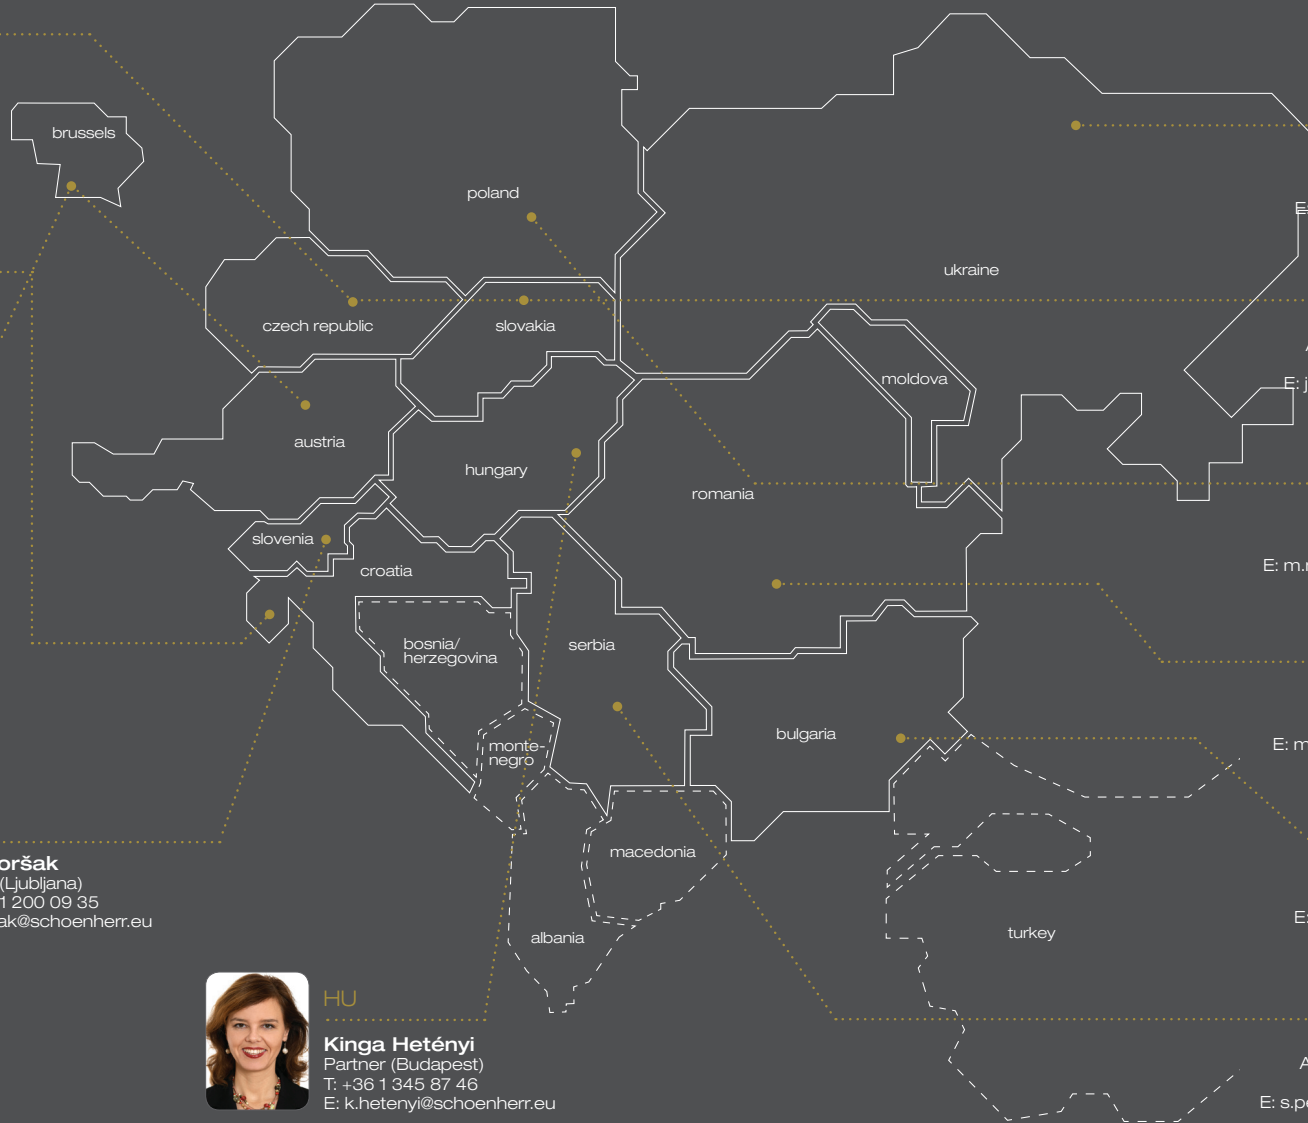 brussels
poland
ukraine
E:
czech republic
slovakia
E: j
moldova
austria
hungary
romania
slovenia
croatia
E: m.
bosnia/
herzegovina
serbia
bulgaria
E: m
monte-
negro
macedonia
oršak
(Ljubljana)
1 200 09 35
ak@schoenherr.eu
E:
turkey
albania
HU
Kinga Hetényi
Partner (Budapest)
T: +36 1 345 87 46
E: k.hetenyi@schoenherr.eu
A
E: s.pe